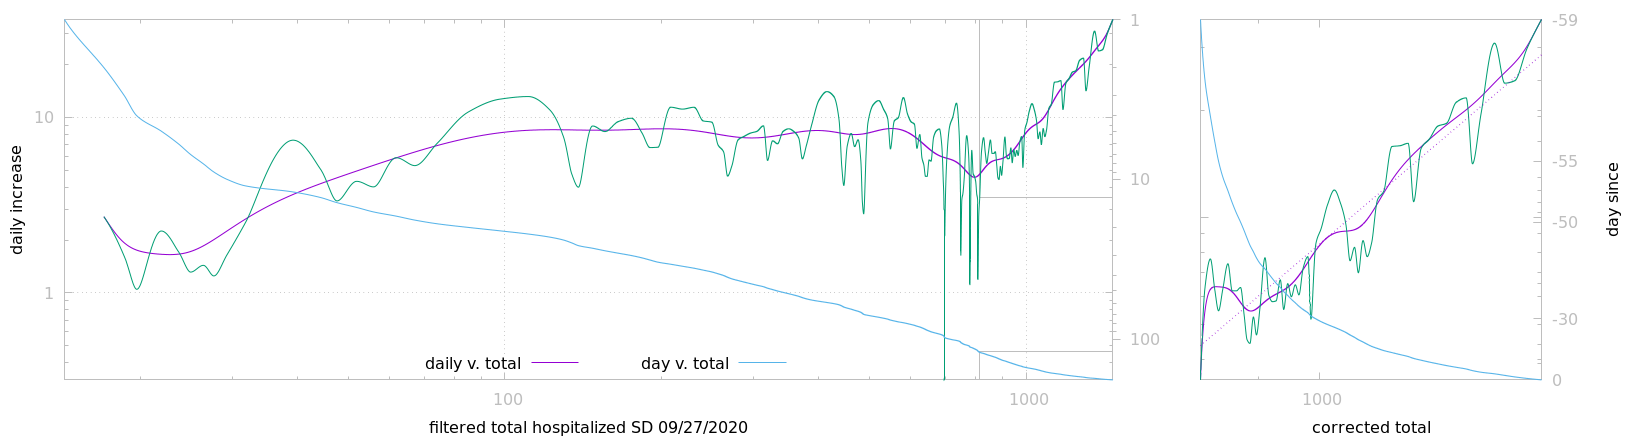 daily increase
10
1
1
10
100
daily v. total
day v. total
100
1000
filtered total hospitalized SD 09/27/2020
-59
-55
-50
-30
0
day since
1000
corrected total